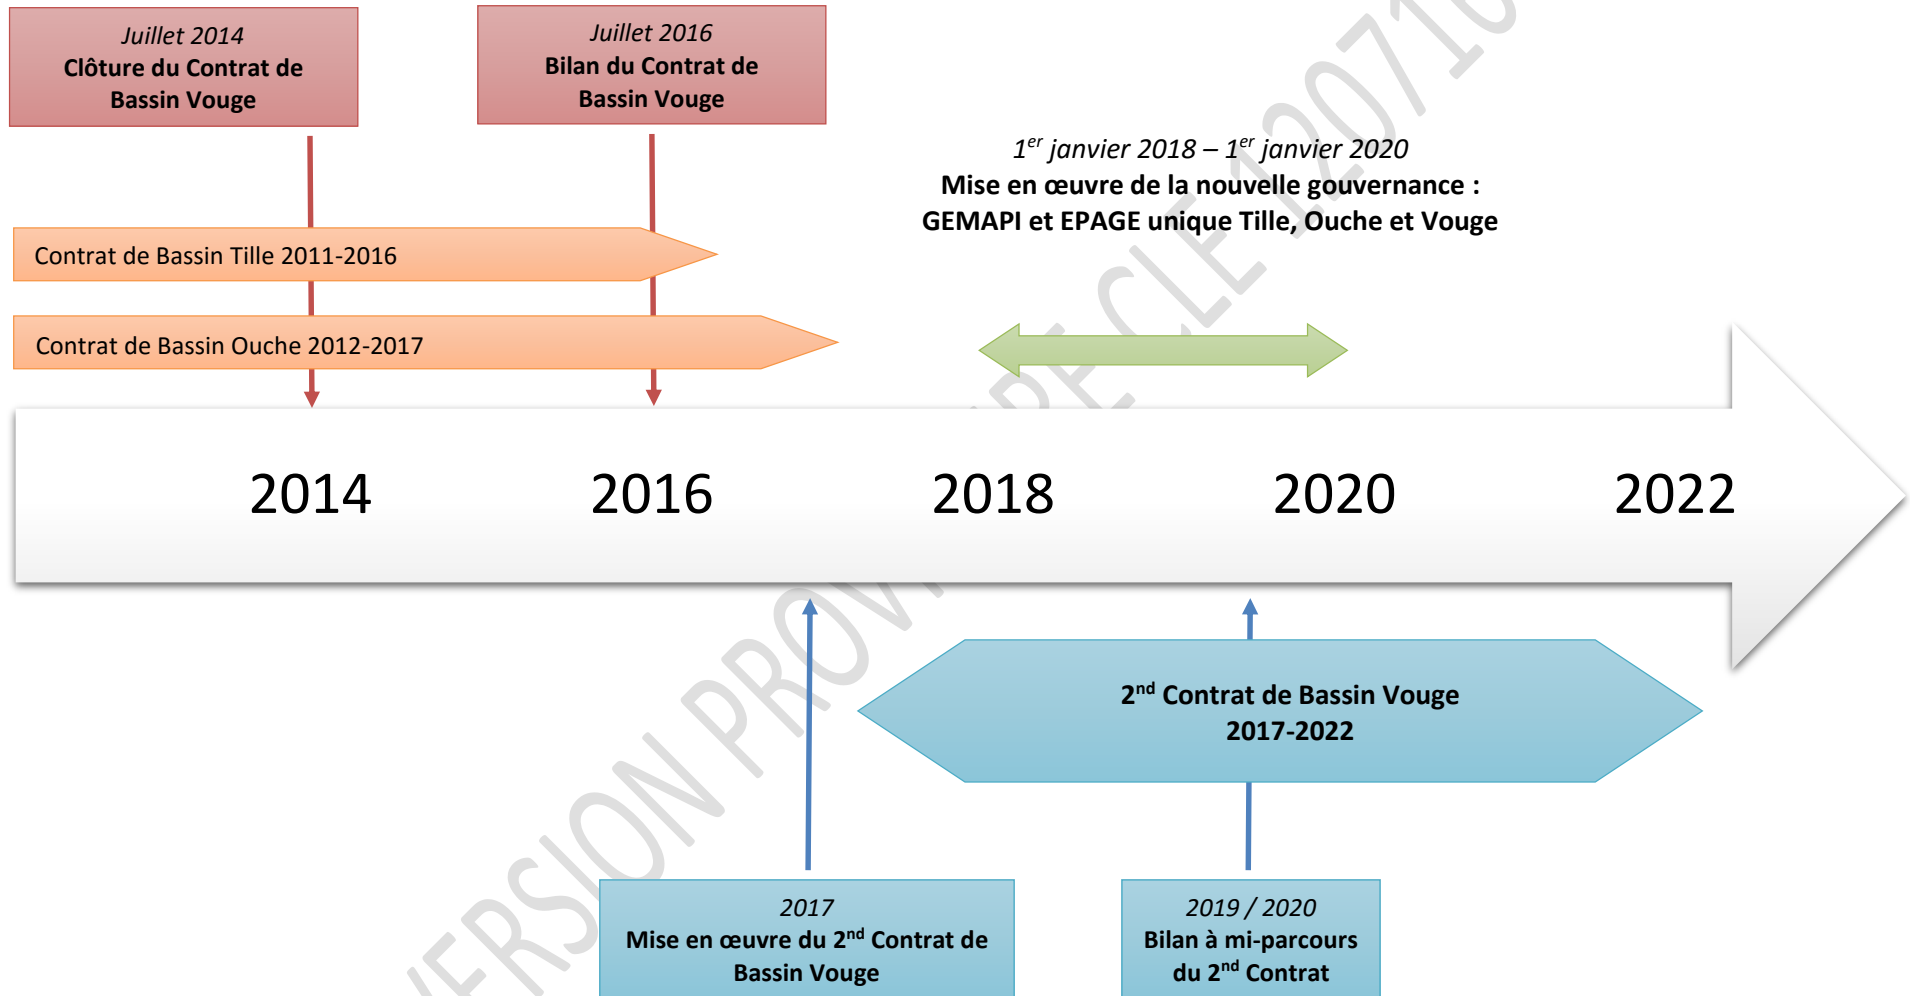 Juillet 2014
Clôture du Contrat de
Bassin Vouge
Juillet 2016
Bilan du Contrat de
Bassin Vouge
1er janvier 2018 – 1er janvier 2020
Mise en œuvre de la nouvelle gouvernance :
GEMAPI et EPAGE unique Tille, Ouche et Vouge
Contrat de Bassin Tille 2011-2016
Contrat de Bassin Ouche 2012-2017
2014
2016
2018
2020
2022
2nd Contrat de Bassin Vouge
2017-2022
2017
Mise en œuvre du 2nd Contrat de
Bassin Vouge
2019 / 2020
Bilan à mi-parcours
du 2nd Contrat